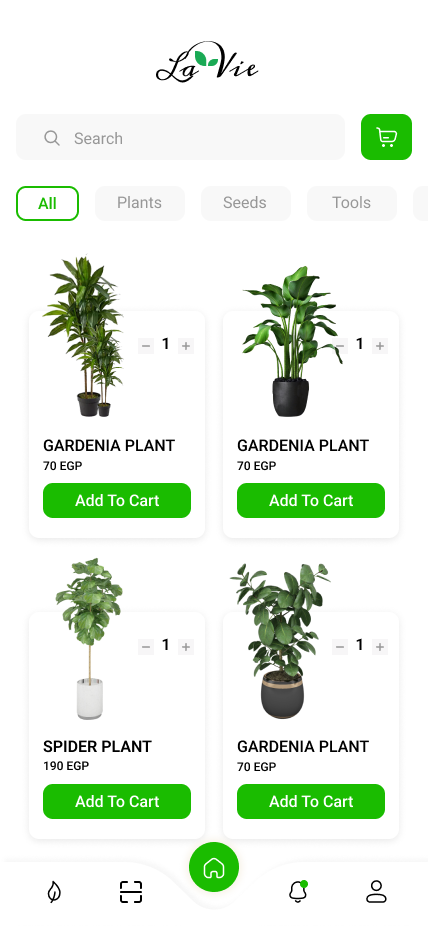 La Vie
Search
All Plants Seeds Tools
− 1 + − 1 +
GARDENIA PLANT GARDENIA PLANT
70 EGP 70 EGP
Add To Cart Add To Cart
− 1 + − 1 +
SPIDER PLANT GARDENIA PLANT
190 EGP 70 EGP
Add To Cart Add To Cart